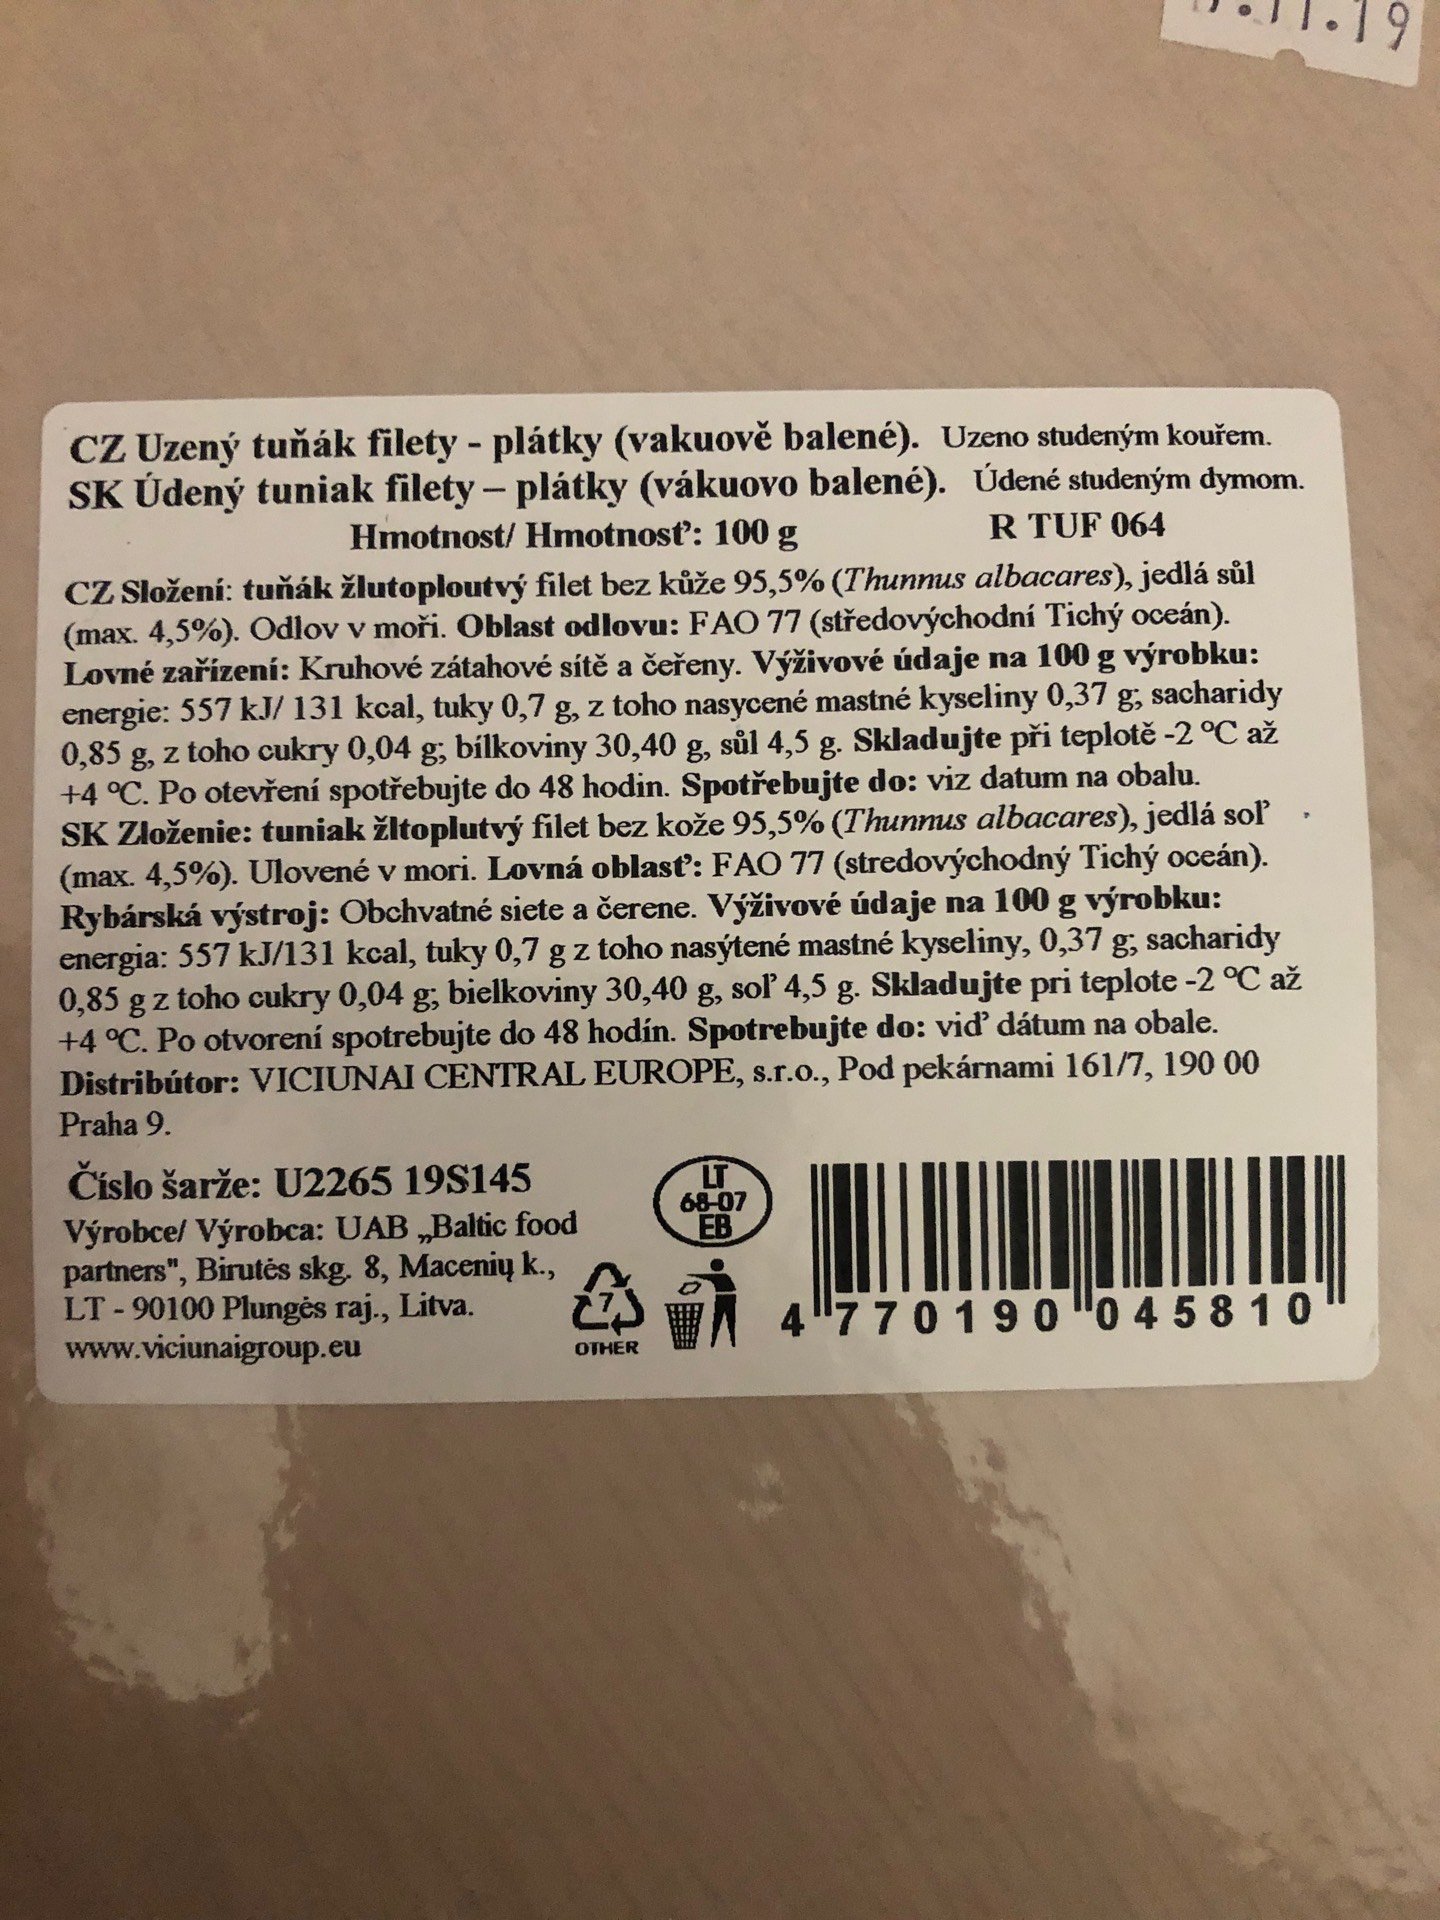 .11.19
CZ Uzený tuňák filety - plátky (vakuově balené). Uzeno studeným kouřem.
SK Údený tuniak filety – plátky (vákuovo balené). Údené studeným dymom.
Hmotnost/ Hmotnosť: 100 g R TUF 064
CZ Složení: tuňák žlutoploutvý filet bez kůže 95,5% (Thunnus albacares), jedlá sůl
(max. 4,5%). Odlov v moři. Oblast odlovu: FAO 77 (středovýchodní Tichý oceán).
Lovné zařízení: Kruhové zátahové sítě a čeřeny. Výživové údaje na 100 g výrobku:
energie: 557 kJ/ 131 kcal, tuky 0,7 g, z toho nasycené mastné kyseliny 0,37 g; sacharidy
0,85 g, z toho cukry 0,04 g; bílkoviny 30,40 g, sůl 4,5 g. Skladujte při teplotě -2 °C až
+4 °C. Po otevření spotřebujte do 48 hodin. Spotřebujte do: viz datum na obalu.
SK Zloženie: tuniak žltoplutvý filet bez kože 95,5% (Thunnus albacares), jedlá soľ
(max. 4,5%). Ulovené v mori. Lovná oblasť: FAO 77 (stredovýchodný Tichý oceán).
Rybárská výstroj: Obchvatné siete a čerene. Výživové údaje na 100 g výrobku:
energia: 557 kJ/131 kcal, tuky 0,7 g z toho nasýtené mastné kyseliny, 0,37 g; sacharidy
0,85 g z toho cukry 0,04 g; bielkoviny 30,40 g, soľ 4,5 g. Skladujte pri teplote -2 °C až
+4 °C. Po otvorení spotrebujte do 48 hodín. Spotrebujte do: viď dátum na obale.
Distribútor: VICIUNAI CENTRAL EUROPE, s.r.o., Pod pekárnami 161/7, 190 00
Praha 9.
Číslo šarže: U2265 19S145
Výrobce/ Výrobca: UAB „Baltic food
partners", Birutės skg. 8, Macenių k.,
LT - 90100 Plungės raj., Litva.
www.viciunaigroup.eu
LT
68-07
EB
7
OTHER
4 770190 045810